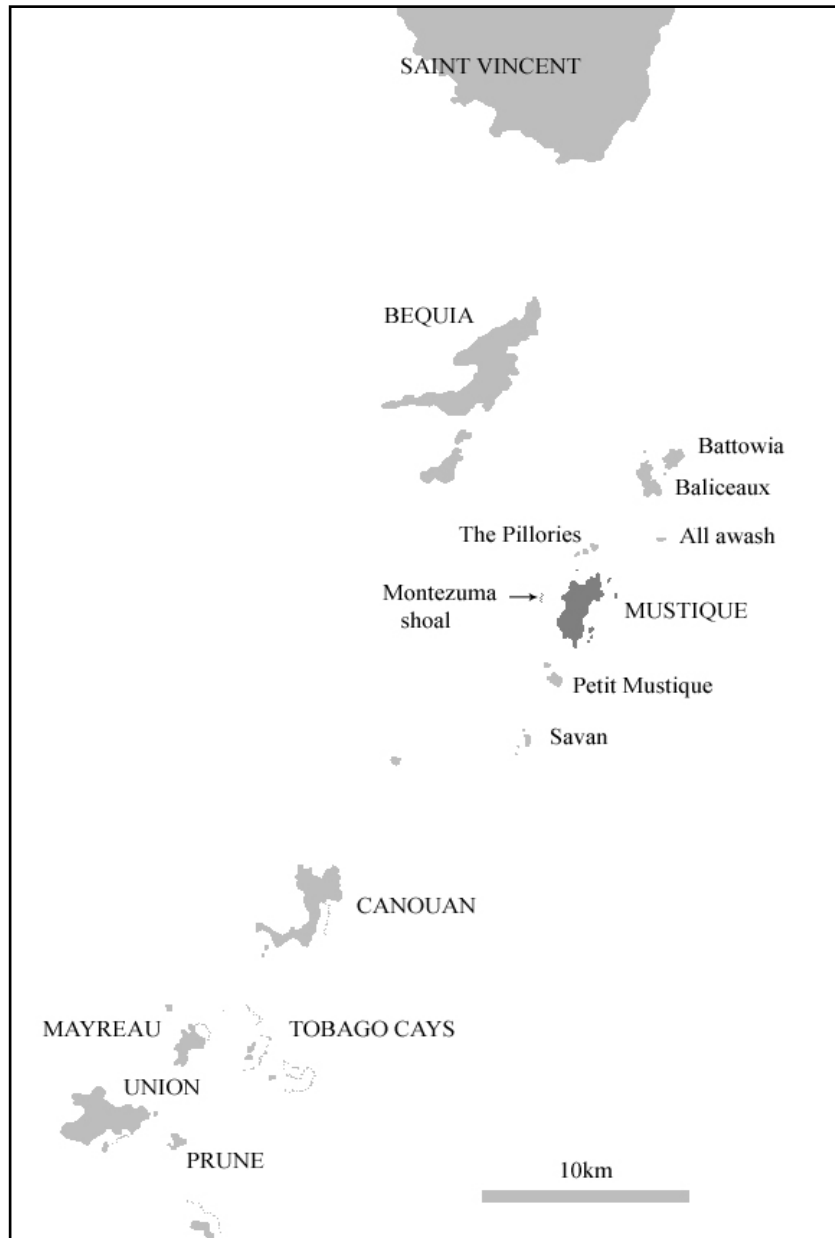 SAINT VINCENT
BEQUIA
Battowia
Baliceaux
The Pillories
All awash
Montezuma
shoal
MUSTIQUE
Petit Mustique
Savan
CANOUAN
MAYREAU
TOBAGO CAYS
UNION
PRUNE
10km